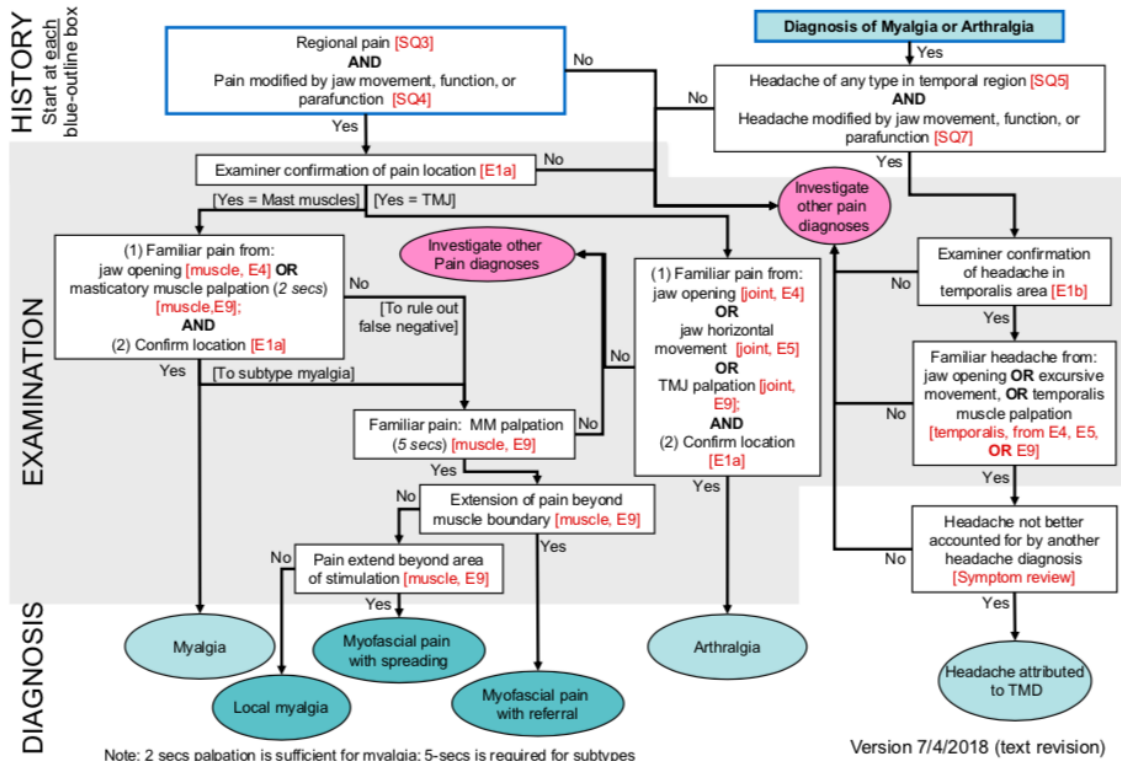 HISTORY
Start at each
blue-outline box
Regional pain [SQ3]
AND
Pain modified by jaw movement, function, or
parafunction [SQ4]
No
Yes
Diagnosis of Myalgia or Arthralgia
Yes
Headache of any type in temporal region [SQ5]
AND
Headache modified by jaw movement, function, or
parafunction [SQ7]
No
Yes
EXAMINATION
Examiner confirmation of pain location [E1a]
No
[Yes = Mast muscles]
[Yes = TMJ]
Investigate
other pain
diagnoses
(1) Familiar pain from:
jaw opening [muscle, E4] OR
masticatory muscle palpation (2 secs)
[muscle,E9];
AND
(2) Confirm location [E1a]
No
[To rule out
false negative]
Yes
[To subtype myalgia]
Investigate other
Pain diagnoses
(1) Familiar pain from:
jaw opening [joint, E4]
OR
jaw horizontal
movement [joint, E5]
OR
TMJ palpation [joint,
E9];
AND
(2) Confirm location
[E1a]
No
Yes
Examiner confirmation
of headache in
temporalis area [E1b]
No
Yes
Familiar headache from:
jaw opening OR excursive
movement, OR temporalis
muscle palpation
[temporalis, from E4, E5,
OR E9]
No
Yes
Familiar pain: MM palpation
(5 secs) [muscle, E9]
No
Yes
Extension of pain beyond
muscle boundary [muscle, E9]
No
Yes
Pain extend beyond area
of stimulation [muscle, E9]
No
Yes
Headache not better
accounted for by another
headache diagnosis
[Symptom review]
No
Yes
DIAGNOSIS
Myalgia
Local myalgia
Myofascial pain
with spreading
Myofascial pain
with referral
Arthralgia
Headache attributed
to TMD
Note: 2 secs palpation is sufficient for myalgia; 5-secs is required for subtypes
Version 7/4/2018 (text revision)